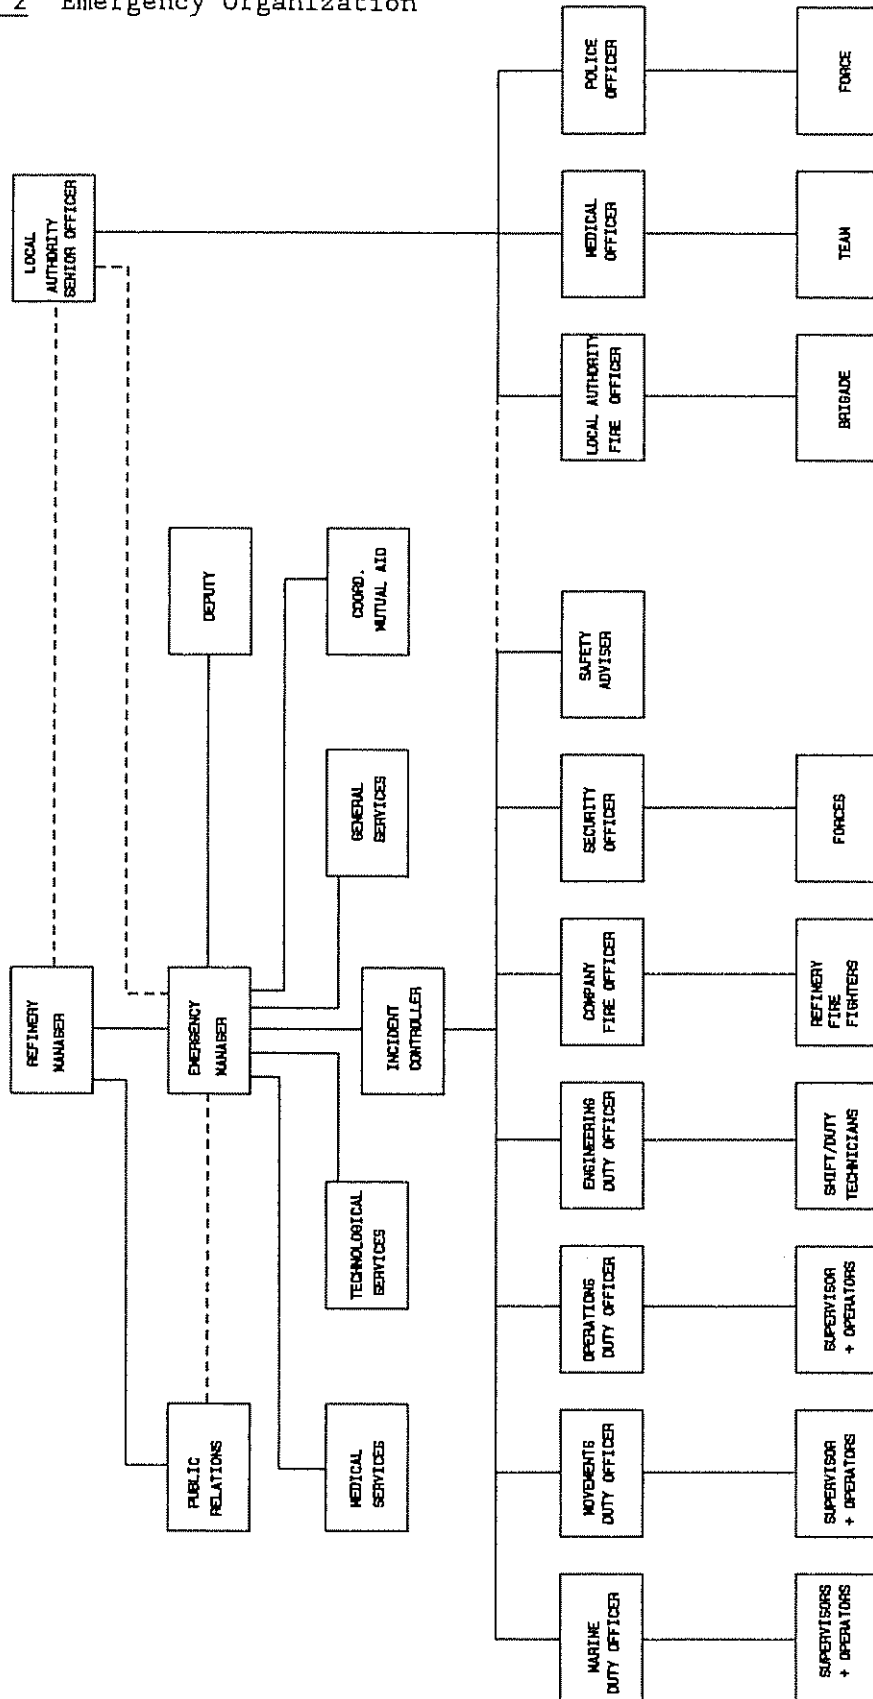 2 Emergency Organization
REFINERY
MANAGER
LOCAL
AUTHORITY
SENIOR OFFICER
PUBLIC
RELATIONS
EMERGENCY
MANAGER
DEPUTY
MEDICAL
SERVICES
TECHNOLOGICAL
SERVICES
INCIDENT
CONTROLLER
GENERAL
SERVICES
COORD.
MUTUAL AID
MARINE
DUTY OFFICER
MOVEMENTS
DUTY OFFICER
OPERATIONS
DUTY OFFICER
ENGINEERING
DUTY OFFICER
COMPANY
FIRE OFFICER
SECURITY
OFFICER
SAFETY
ADVISER
LOCAL AUTHORITY
FIRE OFFICER
MEDICAL
OFFICER
POLICE
OFFICER
SUPERVISORS
+ OPERATORS
SUPERVISOR
+ OPERATORS
SUPERVISOR
+ OPERATORS
SHIFT/DUTY
TECHNICIANS
REFINERY
FIRE
FIGHTERS
FORCES
BRIGADE
TEAM
FORCE